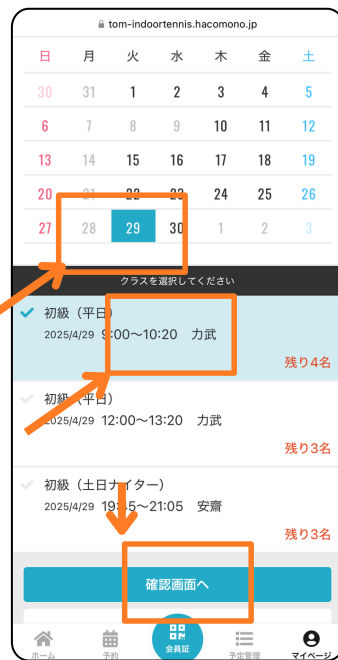 tom-indoortennis.hacomono.jp
日 月 火 水 木 金 土
30 31 1 2 3 4 5
6 7 8 9 10 11 12
13 14 15 16 17 18 19
20 21 22 23 24 25 26
27 28 29 30 1 2 3
クラスを選択してください
初級（平日）
2025/4/29 9:00～10:20 力武
残り4名
初級（平日）
2025/4/29 12:00～13:20 力武
残り3名
初級（土日ナイター）
2025/4/29 19:45～21:05 安齋
残り3名
確認画面へ
ホーム 予約 会員証 予定管理 マイページ